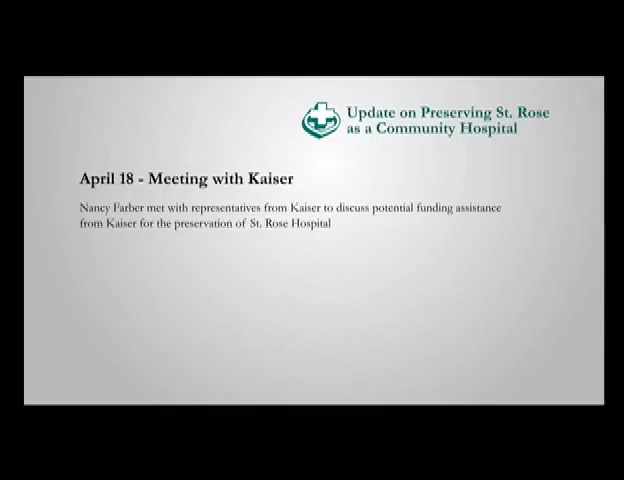 Update on Preserving St. Rose
as a Community Hospital
April 18 - Meeting with Kaiser
Nancy Farber met with representatives from Kaiser to discuss potential funding assistance
from Kaiser for the preservation of St. Rose Hospital